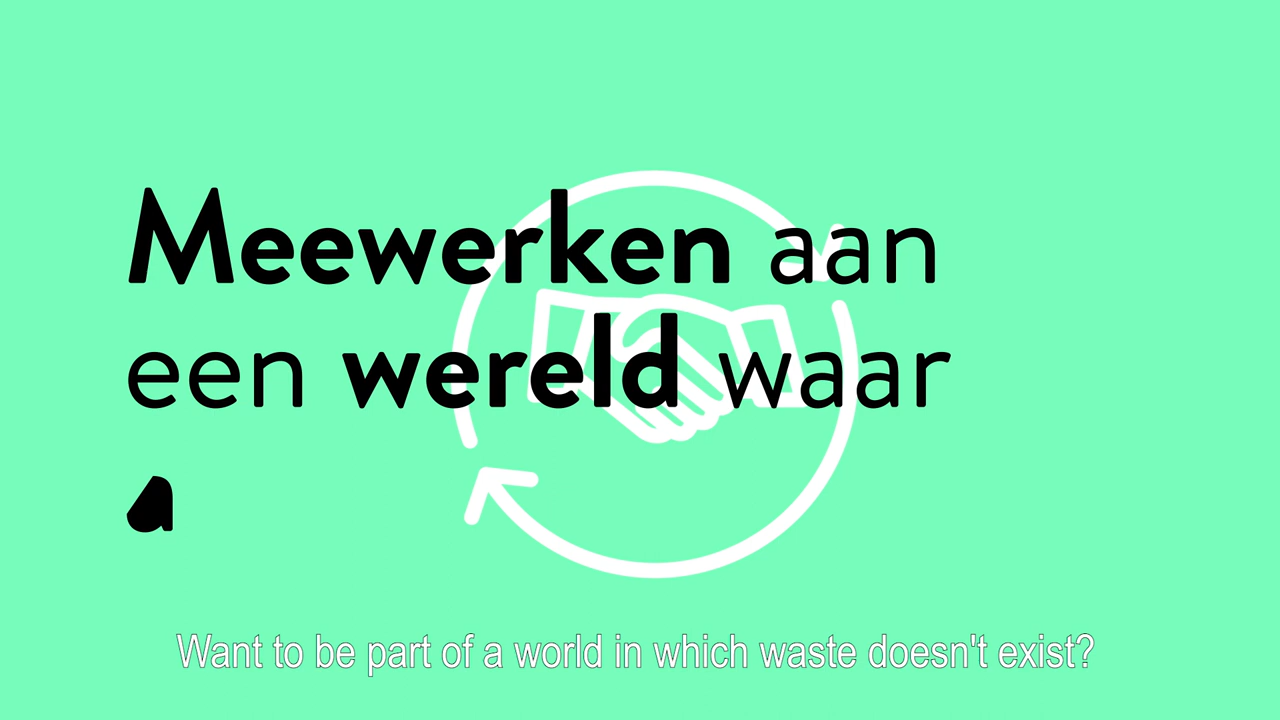 Meewerken aan
een wereld waar
a
Want to be part of a world in which waste doesn't exist?